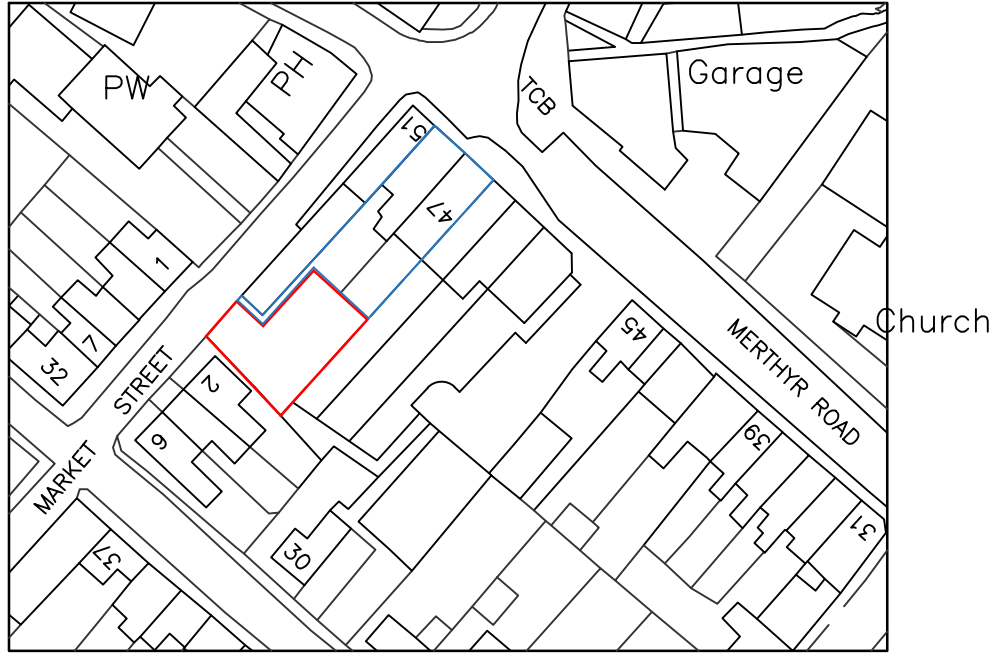 PH
PW
Garage
TCB
51
47
1
Church
45
MERTHYR ROAD
7
32
STREET
2
39
6
MARKET
31
37
30